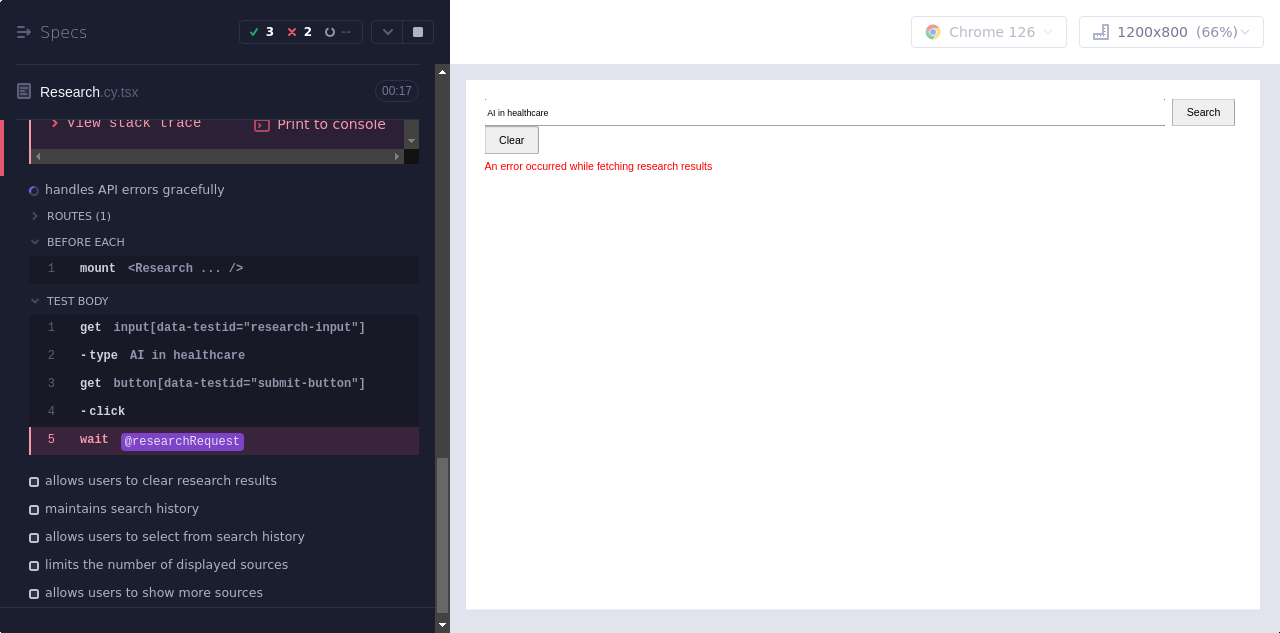 Specs
3
2
--
Chrome 126
1200x800 (66%)
Research.cy.tsx
00:17
View stack trace
Print to console
handles API errors gracefully
ROUTES (1)
BEFORE EACH
1 mount <Research ... />
TEST BODY
1 get input[data-testid="research-input"]
2 -type AI in healthcare
3 get button[data-testid="submit-button"]
4 -click
5 wait @researchRequest
allows users to clear research results
maintains search history
allows users to select from search history
limits the number of displayed sources
allows users to show more sources
AI in healthcare
Search
Clear
An error occurred while fetching research results